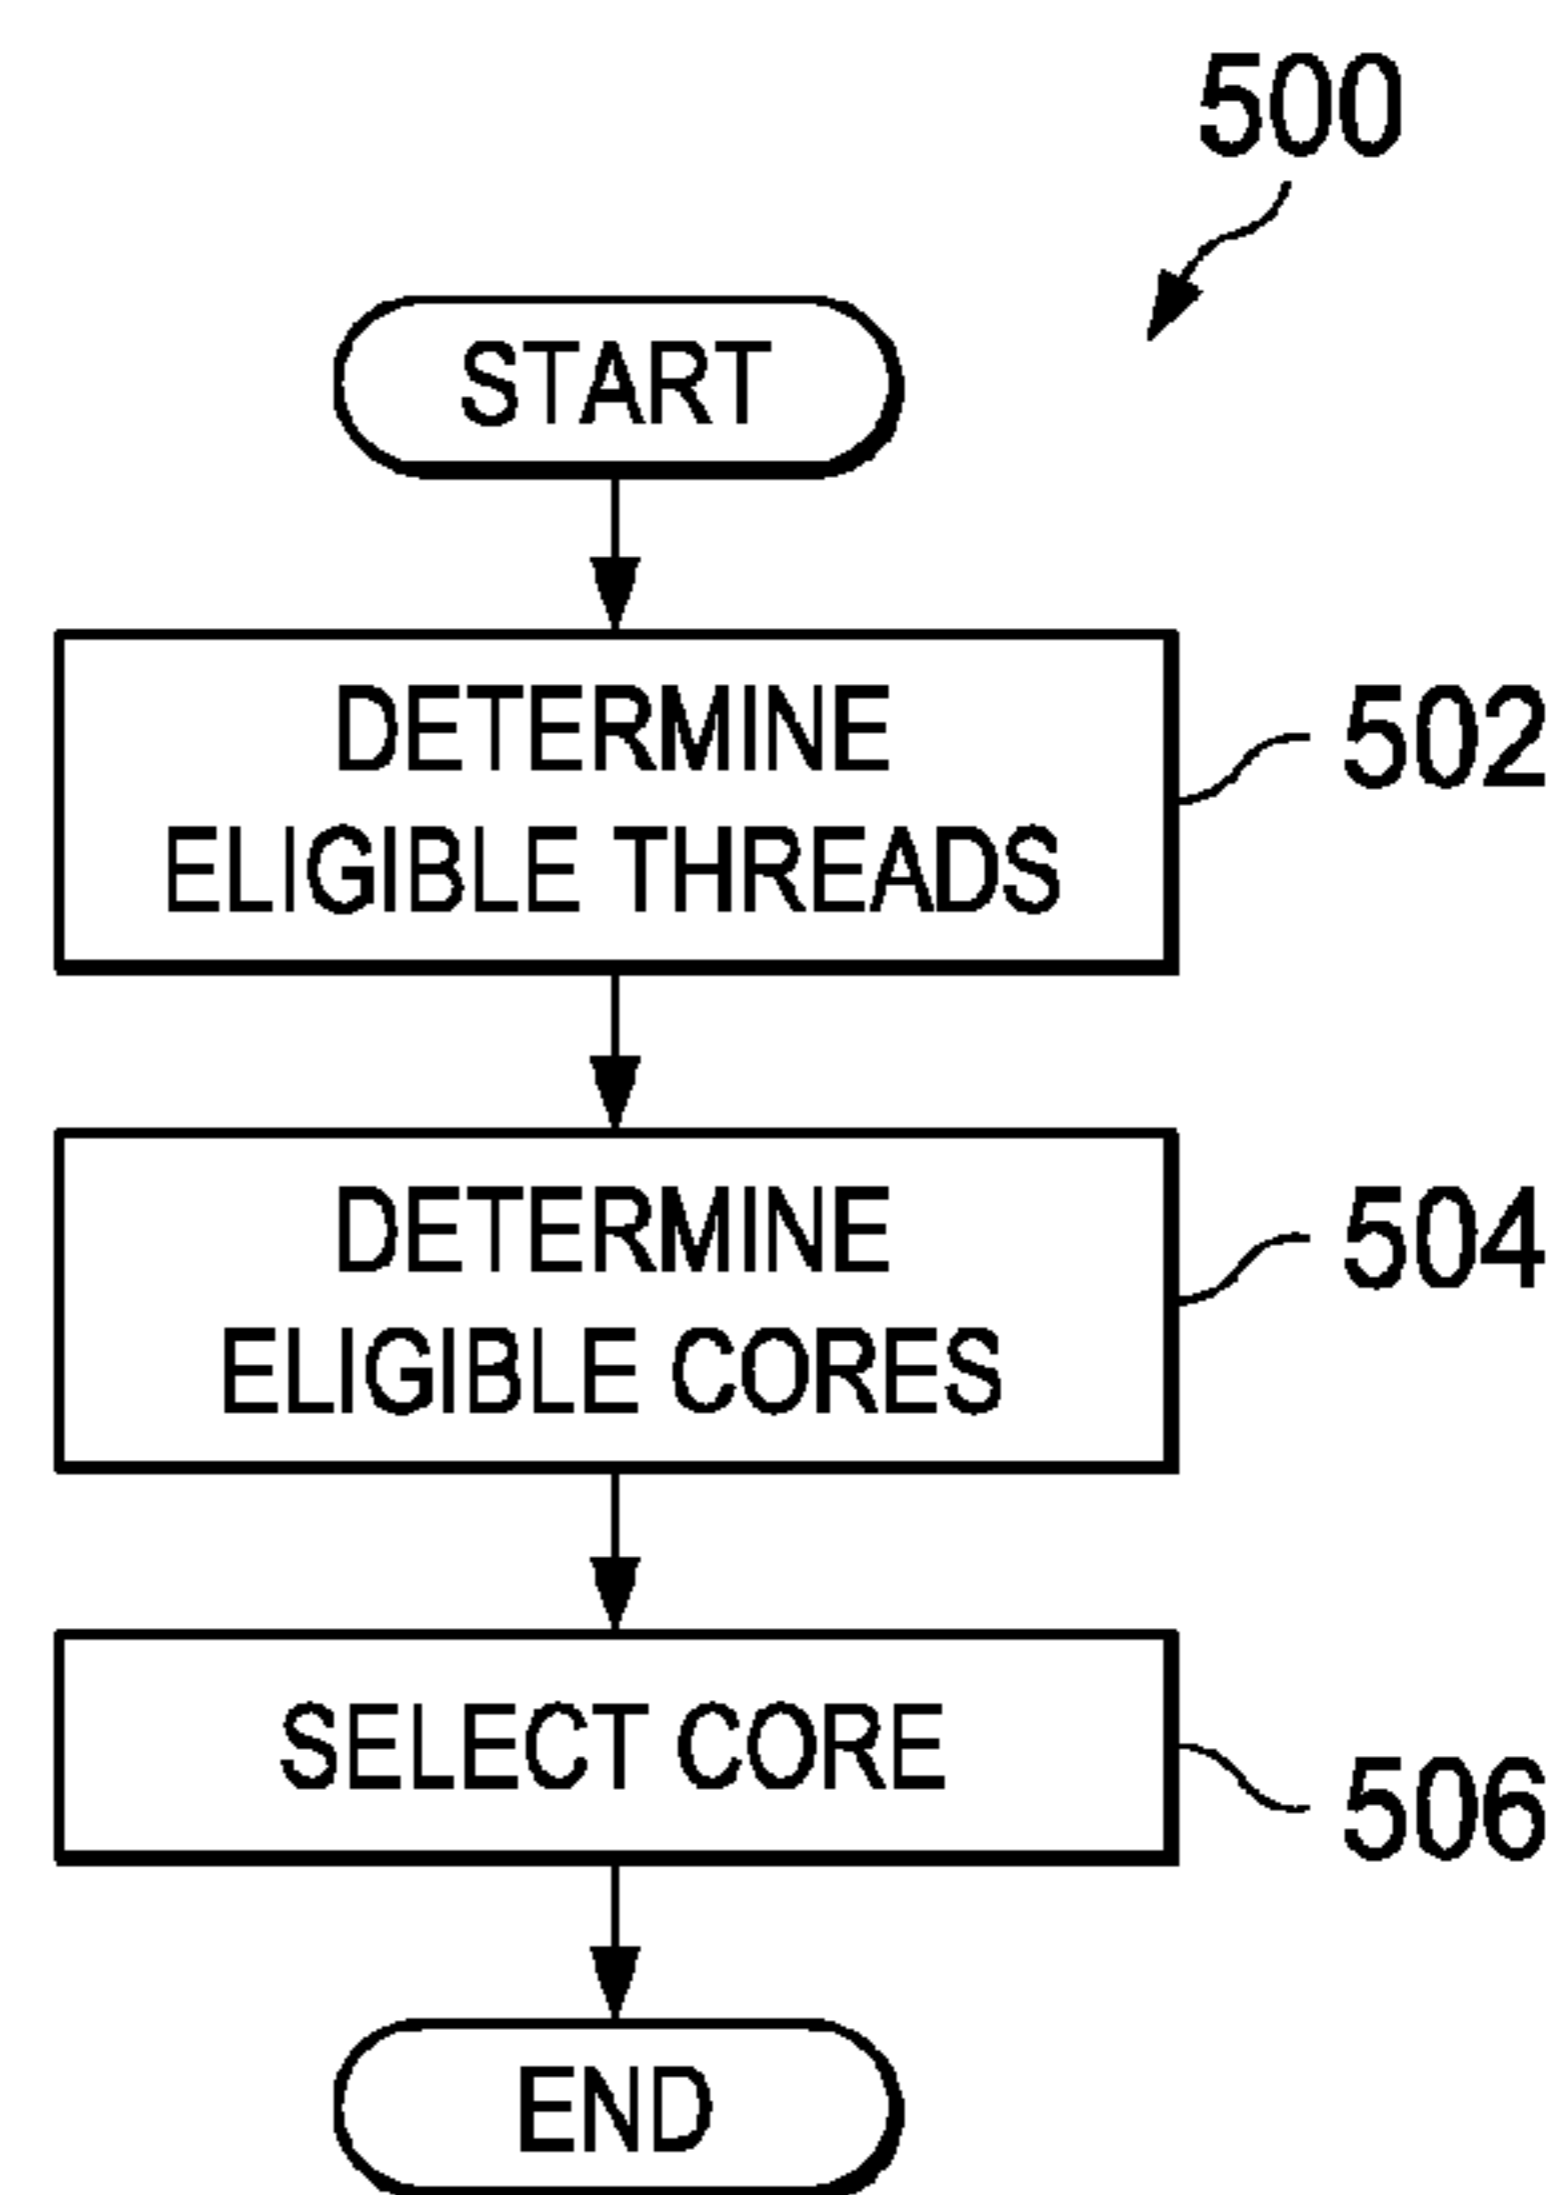 500
START
DETERMINE
ELIGIBLE THREADS
502
DETERMINE
ELIGIBLE CORES
504
SELECT CORE
506
END